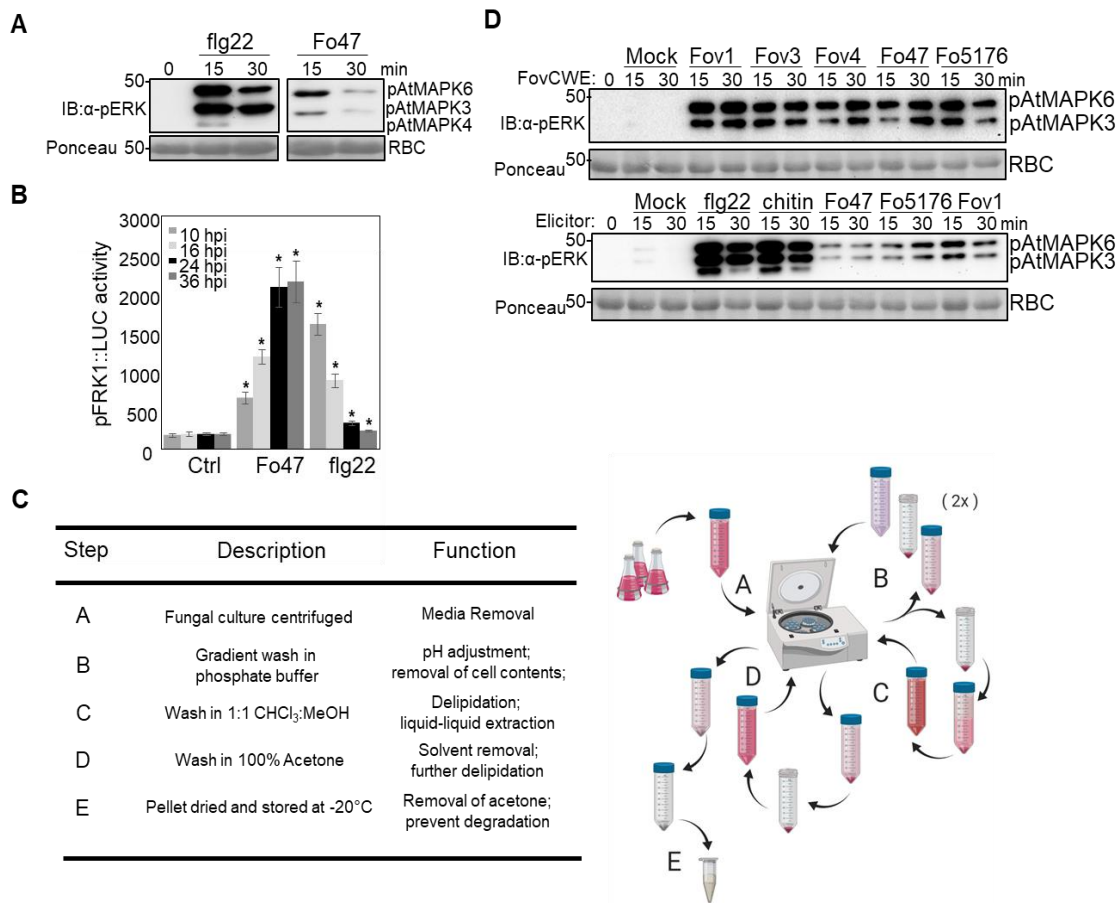 A
flg22 Fo47
0 15 30 15 30 min
50
pAtMAPK6
IB:α-pERK
pAtMAPK3
pAtMAPK4
Ponceau 50 RBC
B
pFRK1::LUC activity
3000
2500
2000
1500
1000
500
0
10 hpi
16 hpi
24 hpi
36 hpi
* * * * * * * *
Ctrl Fo47 flg22
C
Step Description Function
A Fungal culture centrifuged Media Removal
B Gradient wash in phosphate buffer pH adjustment; removal of cell contents;
C Wash in 1:1 CHCl₃:MeOH Delipidation; liquid-liquid extraction
D Wash in 100% Acetone Solvent removal; further delipidation
E Pellet dried and stored at -20°C Removal of acetone; prevent degradation
D
Mock Fov1 Fov3 Fov4 Fo47 Fo5176
FovCWE: 0 15 30 15 30 15 30 15 30 15 30 15 30 min
50
pAtMAPK6
IB:α-pERK
pAtMAPK3
Ponceau 50 RBC
Mock flg22 chitin Fo47 Fo5176 Fov1
Elicitor: 0 15 30 15 30 15 30 15 30 15 30 15 30 min
50
pAtMAPK6
IB:α-pERK
pAtMAPK3
Ponceau 50 RBC
(2x)
A
B
C
D
E